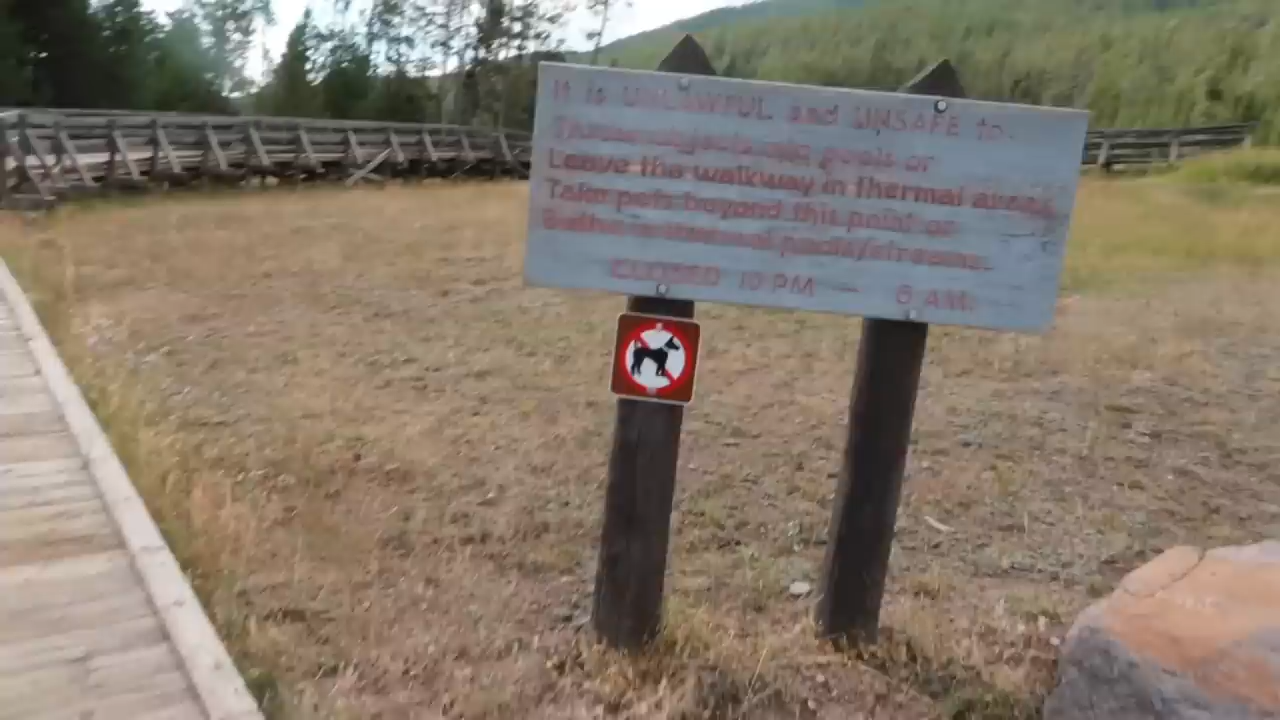 It is UNLAWFUL and UNSAFE to:
Throw objects into pools or
Leave the walkway in thermal areas
Take pets beyond this point or
Bathe in thermal pools/streams.
CLOSED 10 PM — 6 AM.